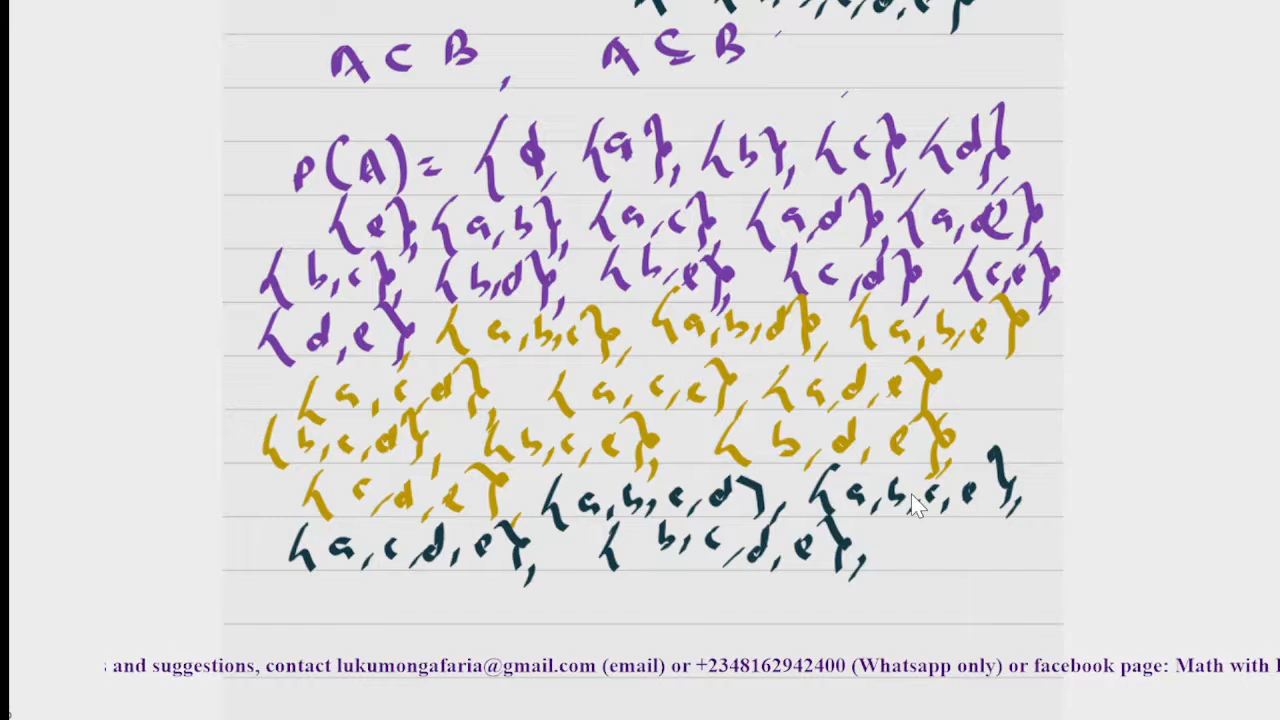 A ⊂ B, A ⊆ B
P(A) = {ϕ, {a}, {b}, {c}, {d},
{e}, {a,b}, {a,c}, {a,d}, {a,e}
{b,c}, {b,d}, {b,e}, {c,d}, {c,e},
{d,e}, {a,b,c}, {a,b,d}, {a,b,e}
{a,c,d}, {a,c,e}, {a,d,e}
{b,c,d}, {b,c,e}, {b,d,e},
{c,d,e}, {a,b,c,d}, {a,b,c,e},
{a,c,d,e}, {b,c,d,e},
and suggestions, contact lukumongafaria@gmail.com (email) or +2348162942400 (Whatsapp only) or facebook page: Math with